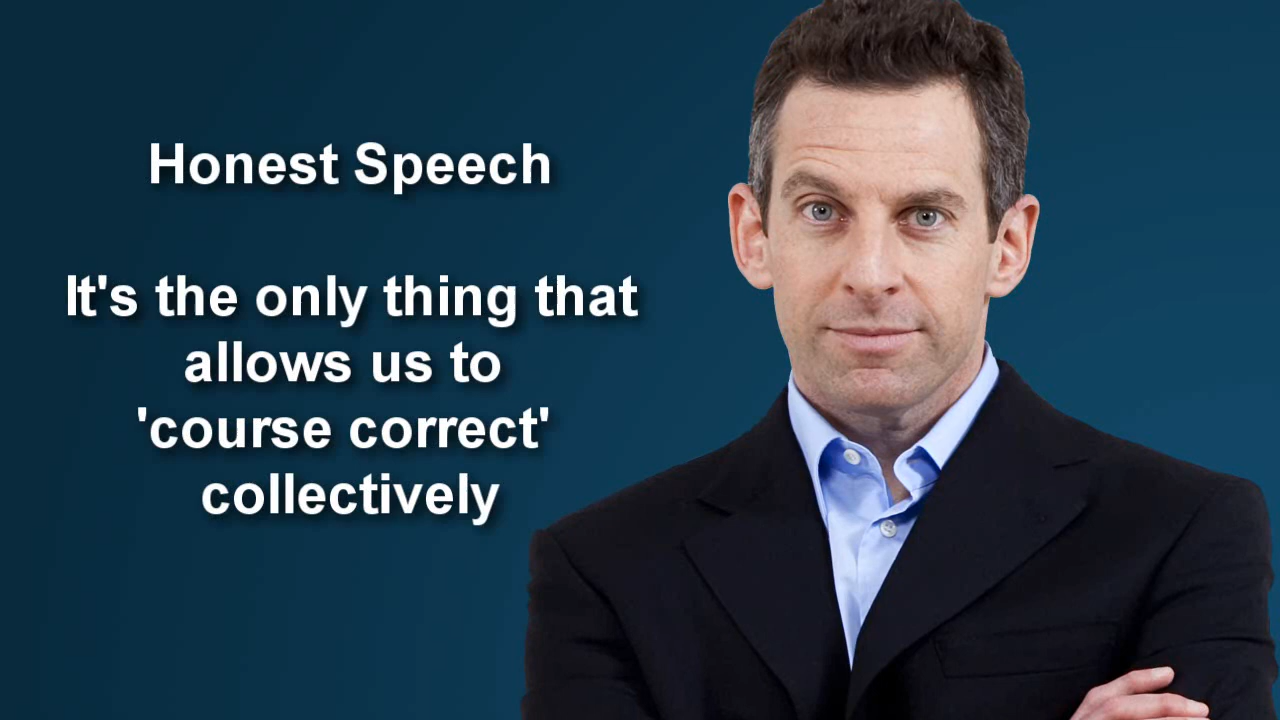 Honest Speech
It's the only thing that
allows us to
'course correct'
collectively